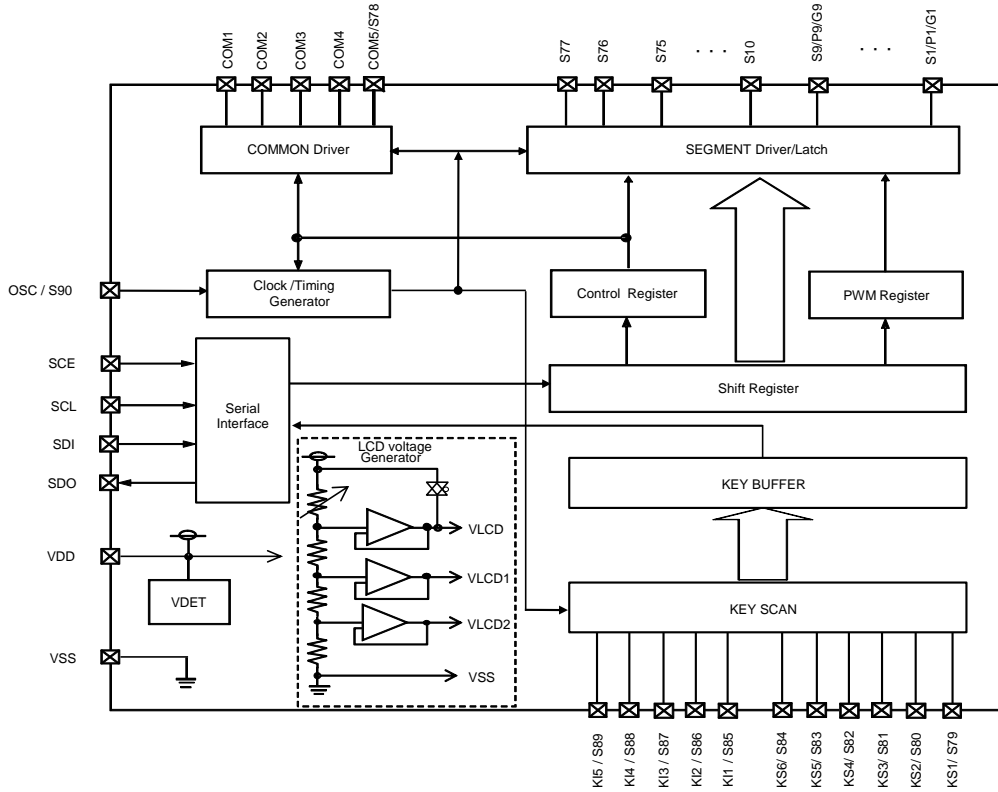 COM1
COM2
COM3
COM4
COM5/S78
S77
S76
S75
. . .
S10
S9/P9/G9
. . .
S1/P1/G1
COMMON Driver
SEGMENT Driver/Latch
OSC / S90
Clock /Timing
Generator
Control Register
PWM Register
SCE
SCL
SDI
SDO
Serial
Interface
Shift Register
LCD voltage
Generator
KEY BUFFER
VLCD
VLCD1
VLCD2
VSS
VDD
VDET
VSS
KEY SCAN
KI5 / S89
KI4 / S88
KI3 / S87
KI2 / S86
KI1 / S85
KS6/ S84
KS5/ S83
KS4/ S82
KS3/ S81
KS2/ S80
KS1/ S79